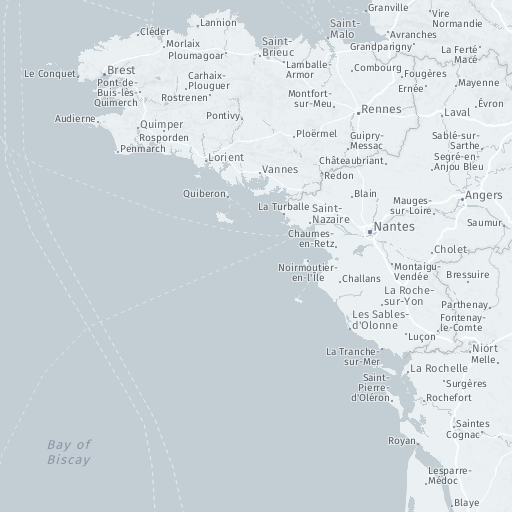 Granville
Vire
Normandie
Lannion
Saint-
Malo
Cléder
Avranches
Morlaix
Saint-
Brieuc
Grandparigny
La Ferté
Macé
Ploumagoar
Lamballe-
Armor
Combourg
Fougères
Le Conquet
Brest
Carhaix-
Plouguer
Pont-de-
Buis-lès-
Quimerch
Ernée
Mayenne
Rostrenen
Montfort-
sur-Meu
Évron
Rennes
Laval
Audierne
Pontivy
Quimper
Rosporden
Ploërmel
Guipry-
Messac
Sablé-sur-
Sarthe
Penmarch
Lorient
Châteaubriant
Segré-en-
Anjou Bleu
Vannes
Redon
Quiberon
Blain
Angers
La Turballe
Saint-
Nazaire
Mauges-
sur-Loire
Nantes
Saumur
Chaumes-
en-Retz
Cholet
Noirmoutier-
en-l'Île
Challans
Montaigu-
Vendée
Bressuire
La Roche-
sur-Yon
Parthenay
Les Sables-
d'Olonne
Fontenay-
le-Comte
Luçon
La Tranche-
sur-Mer
Niort
Melle
La Rochelle
Saint-
Pierre-
d'Oléron
Surgères
Rochefort
Saintes
Cognac
Royan
Bay of
Biscay
Lesparre-
Médoc
Blaye